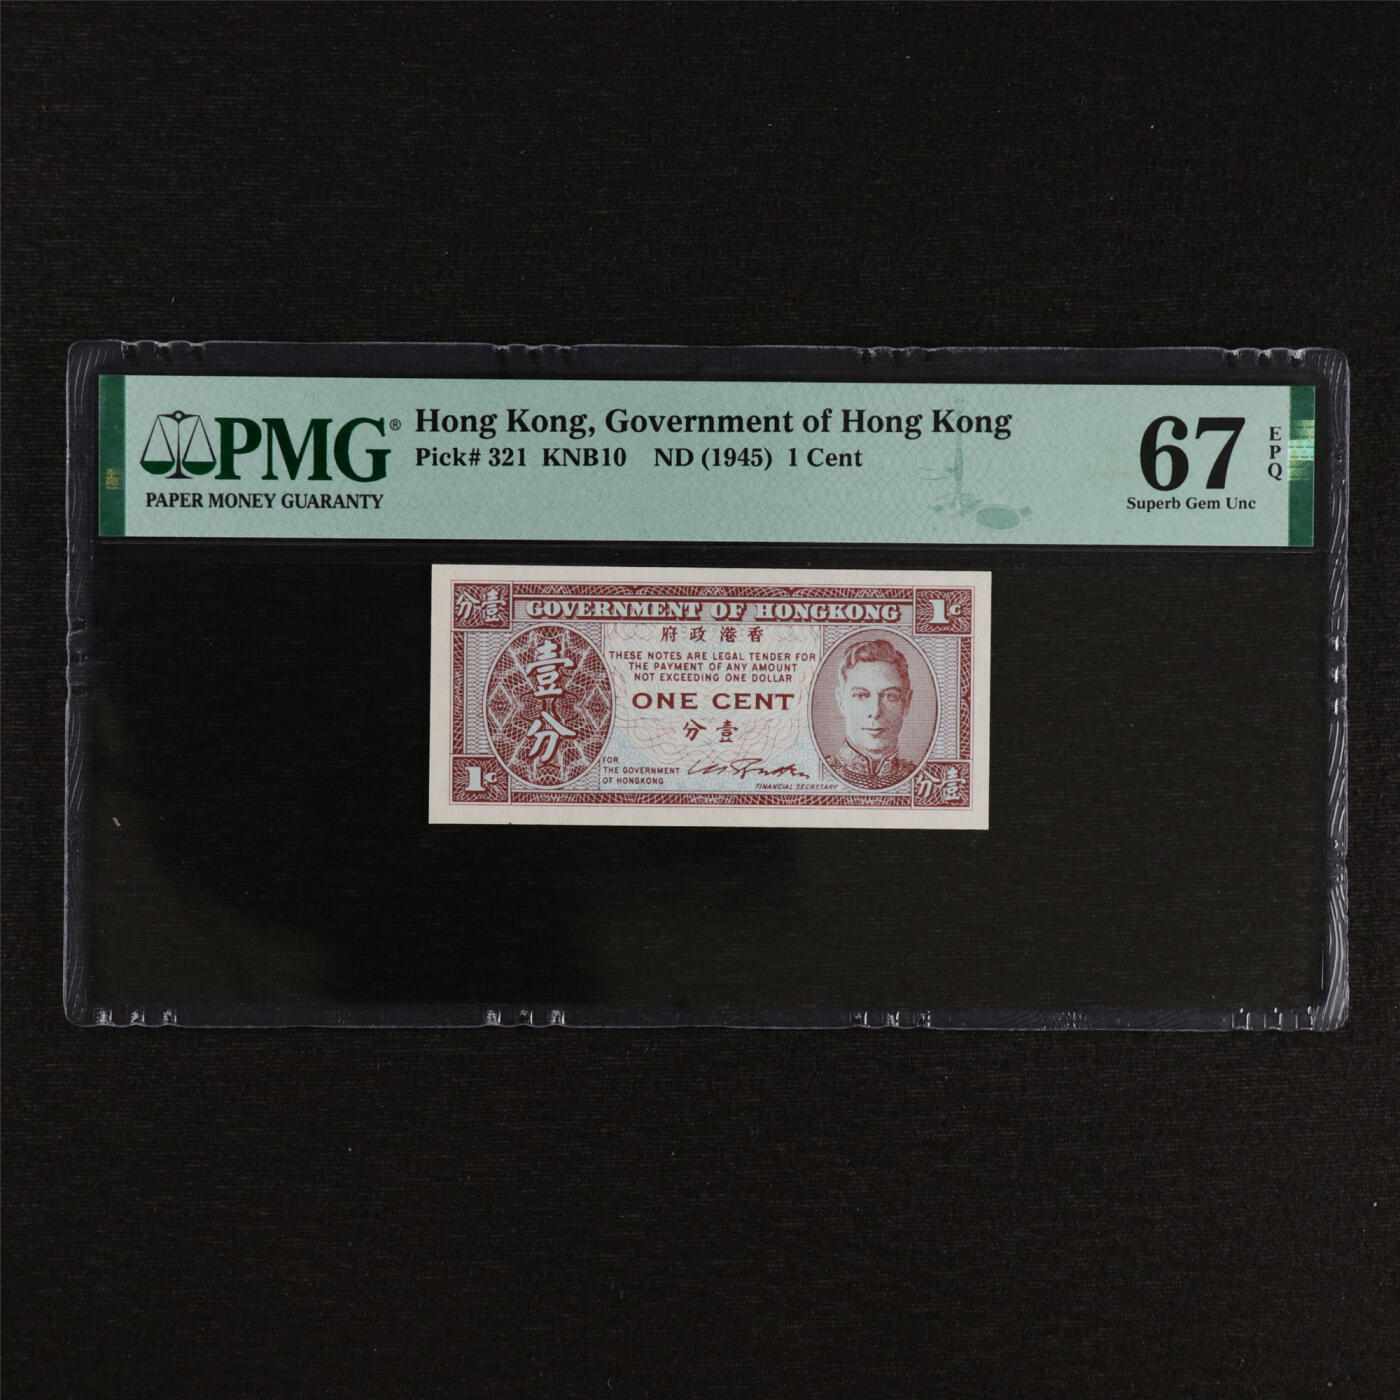 PMG®
PAPER MONEY GUARANTY
Hong Kong, Government of Hong Kong
Pick# 321 KNB10 ND (1945) 1 Cent
67
EPQ
Superb Gem Unc
分壹
GOVERNMENT OF HONGKONG
1C
府政港香
THESE NOTES ARE LEGAL TENDER FOR
THE PAYMENT OF ANY AMOUNT
NOT EXCEEDING ONE DOLLAR
壹分
ONE CENT
分壹
FOR
THE GOVERNMENT
OF HONGKONG
FINANCIAL SECRETARY
1C
分壹